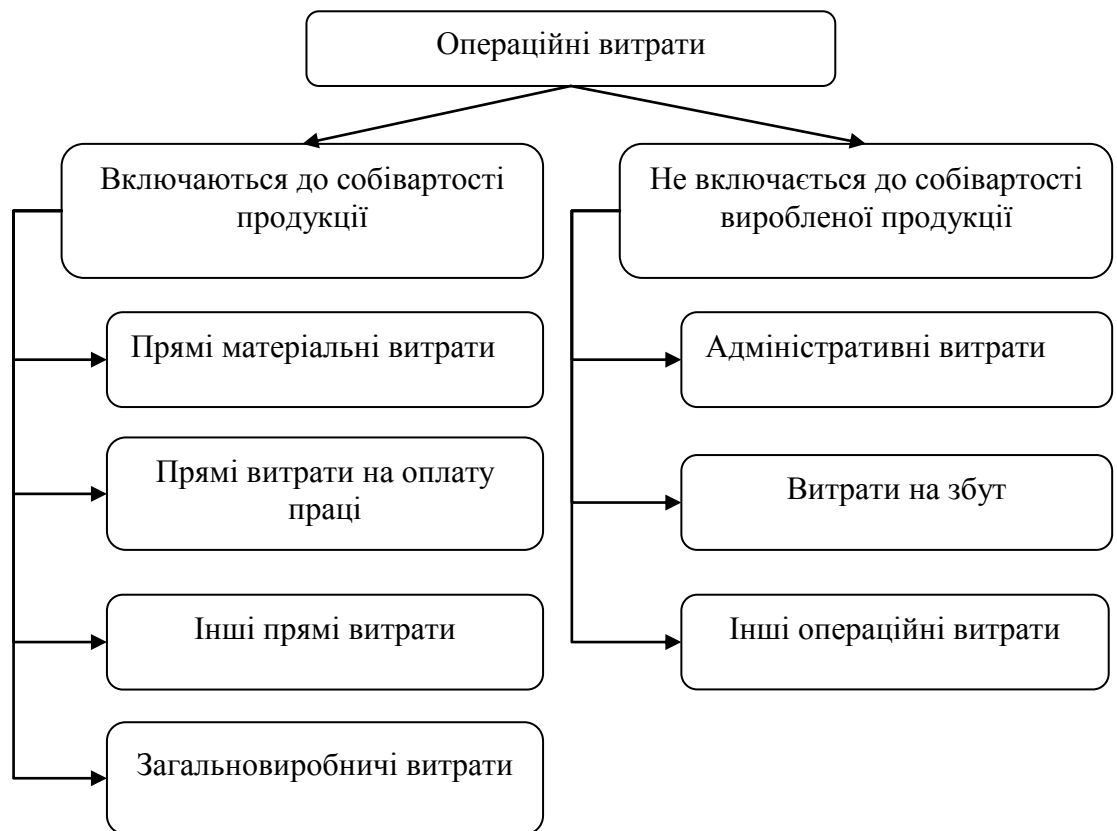 Операційні витрати
Включаються до собівартості
продукції
Не включається до собівартості
виробленої продукції
Прямі матеріальні витрати
Адміністративні витрати
Прямі витрати на оплату
праці
Витрати на збут
Інші прямі витрати
Інші операційні витрати
Загальновиробничі витрати